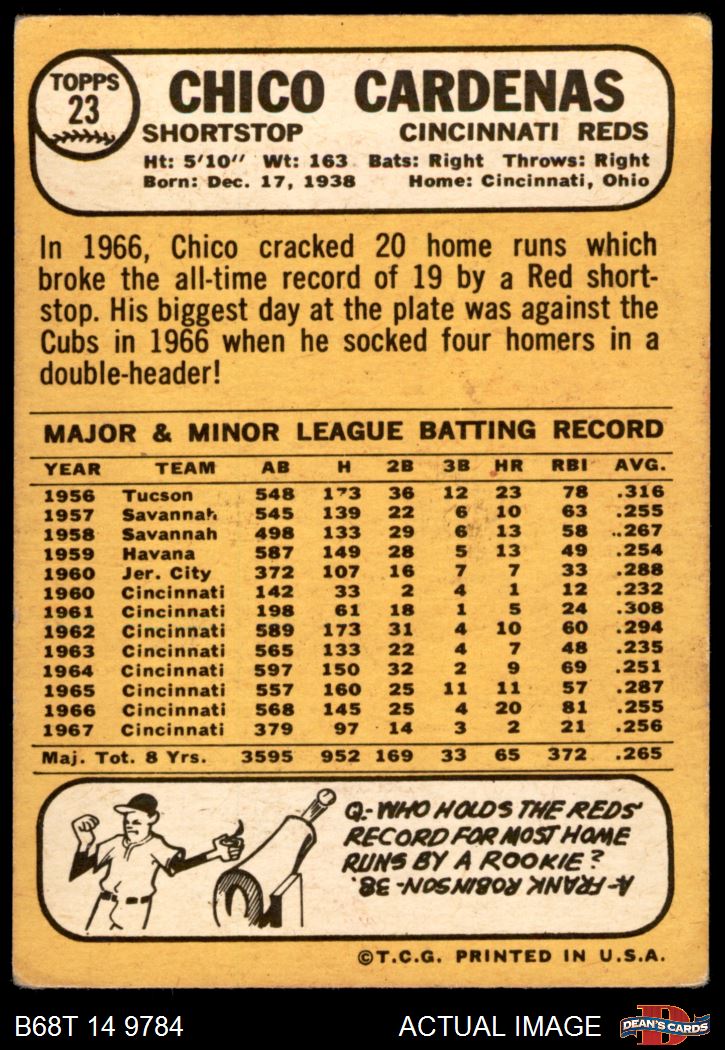 TOPPS
23
CHICO CARDENAS
SHORTSTOP CINCINNATI REDS
Ht: 5'10" Wt: 163 Bats: Right Throws: Right
Born: Dec. 17, 1938 Home: Cincinnati, Ohio
In 1966, Chico cracked 20 home runs which
broke the all-time record of 19 by a Red short-
stop. His biggest day at the plate was against the
Cubs in 1966 when he socked four homers in a
double-header!
MAJOR & MINOR LEAGUE BATTING RECORD
YEAR TEAM AB H 2B 3B HR RBI AVG.
1956 Tucson 548 173 36 12 23 78 .316
1957 Savannah 545 139 22 6 10 63 .255
1958 Savannah 498 133 29 6 13 58 .267
1959 Havana 587 149 28 5 13 49 .254
1960 Jer. City 372 107 16 7 7 33 .288
1960 Cincinnati 142 33 2 4 1 12 .232
1961 Cincinnati 198 61 18 1 5 24 .308
1962 Cincinnati 589 173 31 4 10 60 .294
1963 Cincinnati 565 133 22 4 7 48 .235
1964 Cincinnati 597 150 32 2 9 69 .251
1965 Cincinnati 557 160 25 11 11 57 .287
1966 Cincinnati 568 145 25 4 20 81 .255
1967 Cincinnati 379 97 14 3 2 21 .256
Maj. Tot. 8 Yrs. 3595 952 169 33 65 372 .265
Q-WHO HOLDS THE REDS'
RECORD FOR MOST HOME
RUNS BY A ROOKIE?
A-FRANK ROBINSON-38.
©T.C.G. PRINTED IN U.S.A.
B68T 14 9784 ACTUAL IMAGE
D
DEAN'S CARDS